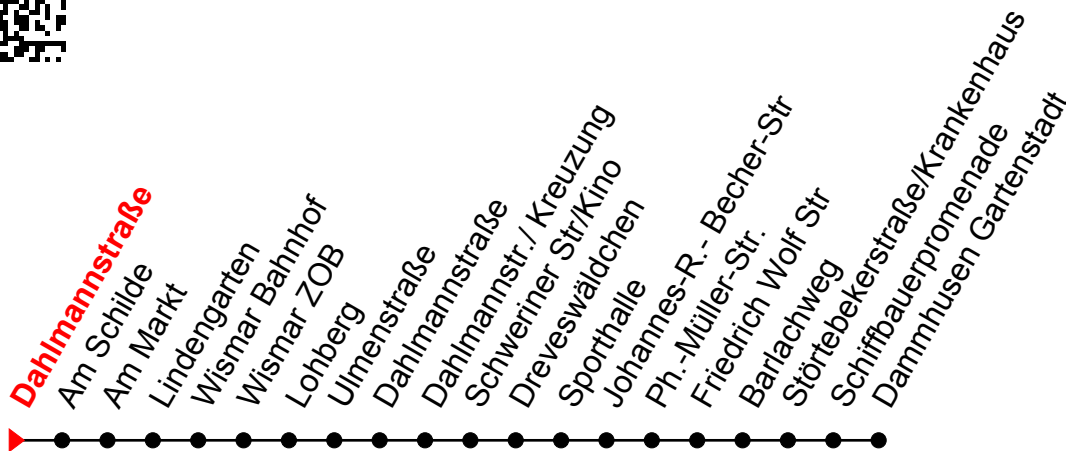 Dahlmannstraße
Am Schilde
Am Markt
Lindengarten
Wismar Bahnhof
Wismar ZOB
Lohberg
Ulmenstraße
Dahlmannstraße
Dahlmannstr./ Kreuzung
Schweriner Str/Kino
Dreveswäldchen
Sporthalle
Johannes-R.- Becher-Str
Ph.-Müller-Str.
Friedrich Wolf Str
Barlachweg
Störtebekerstraße/Krankenhaus
Schiffbauerpromenade
Dammhusen Gartenstadt